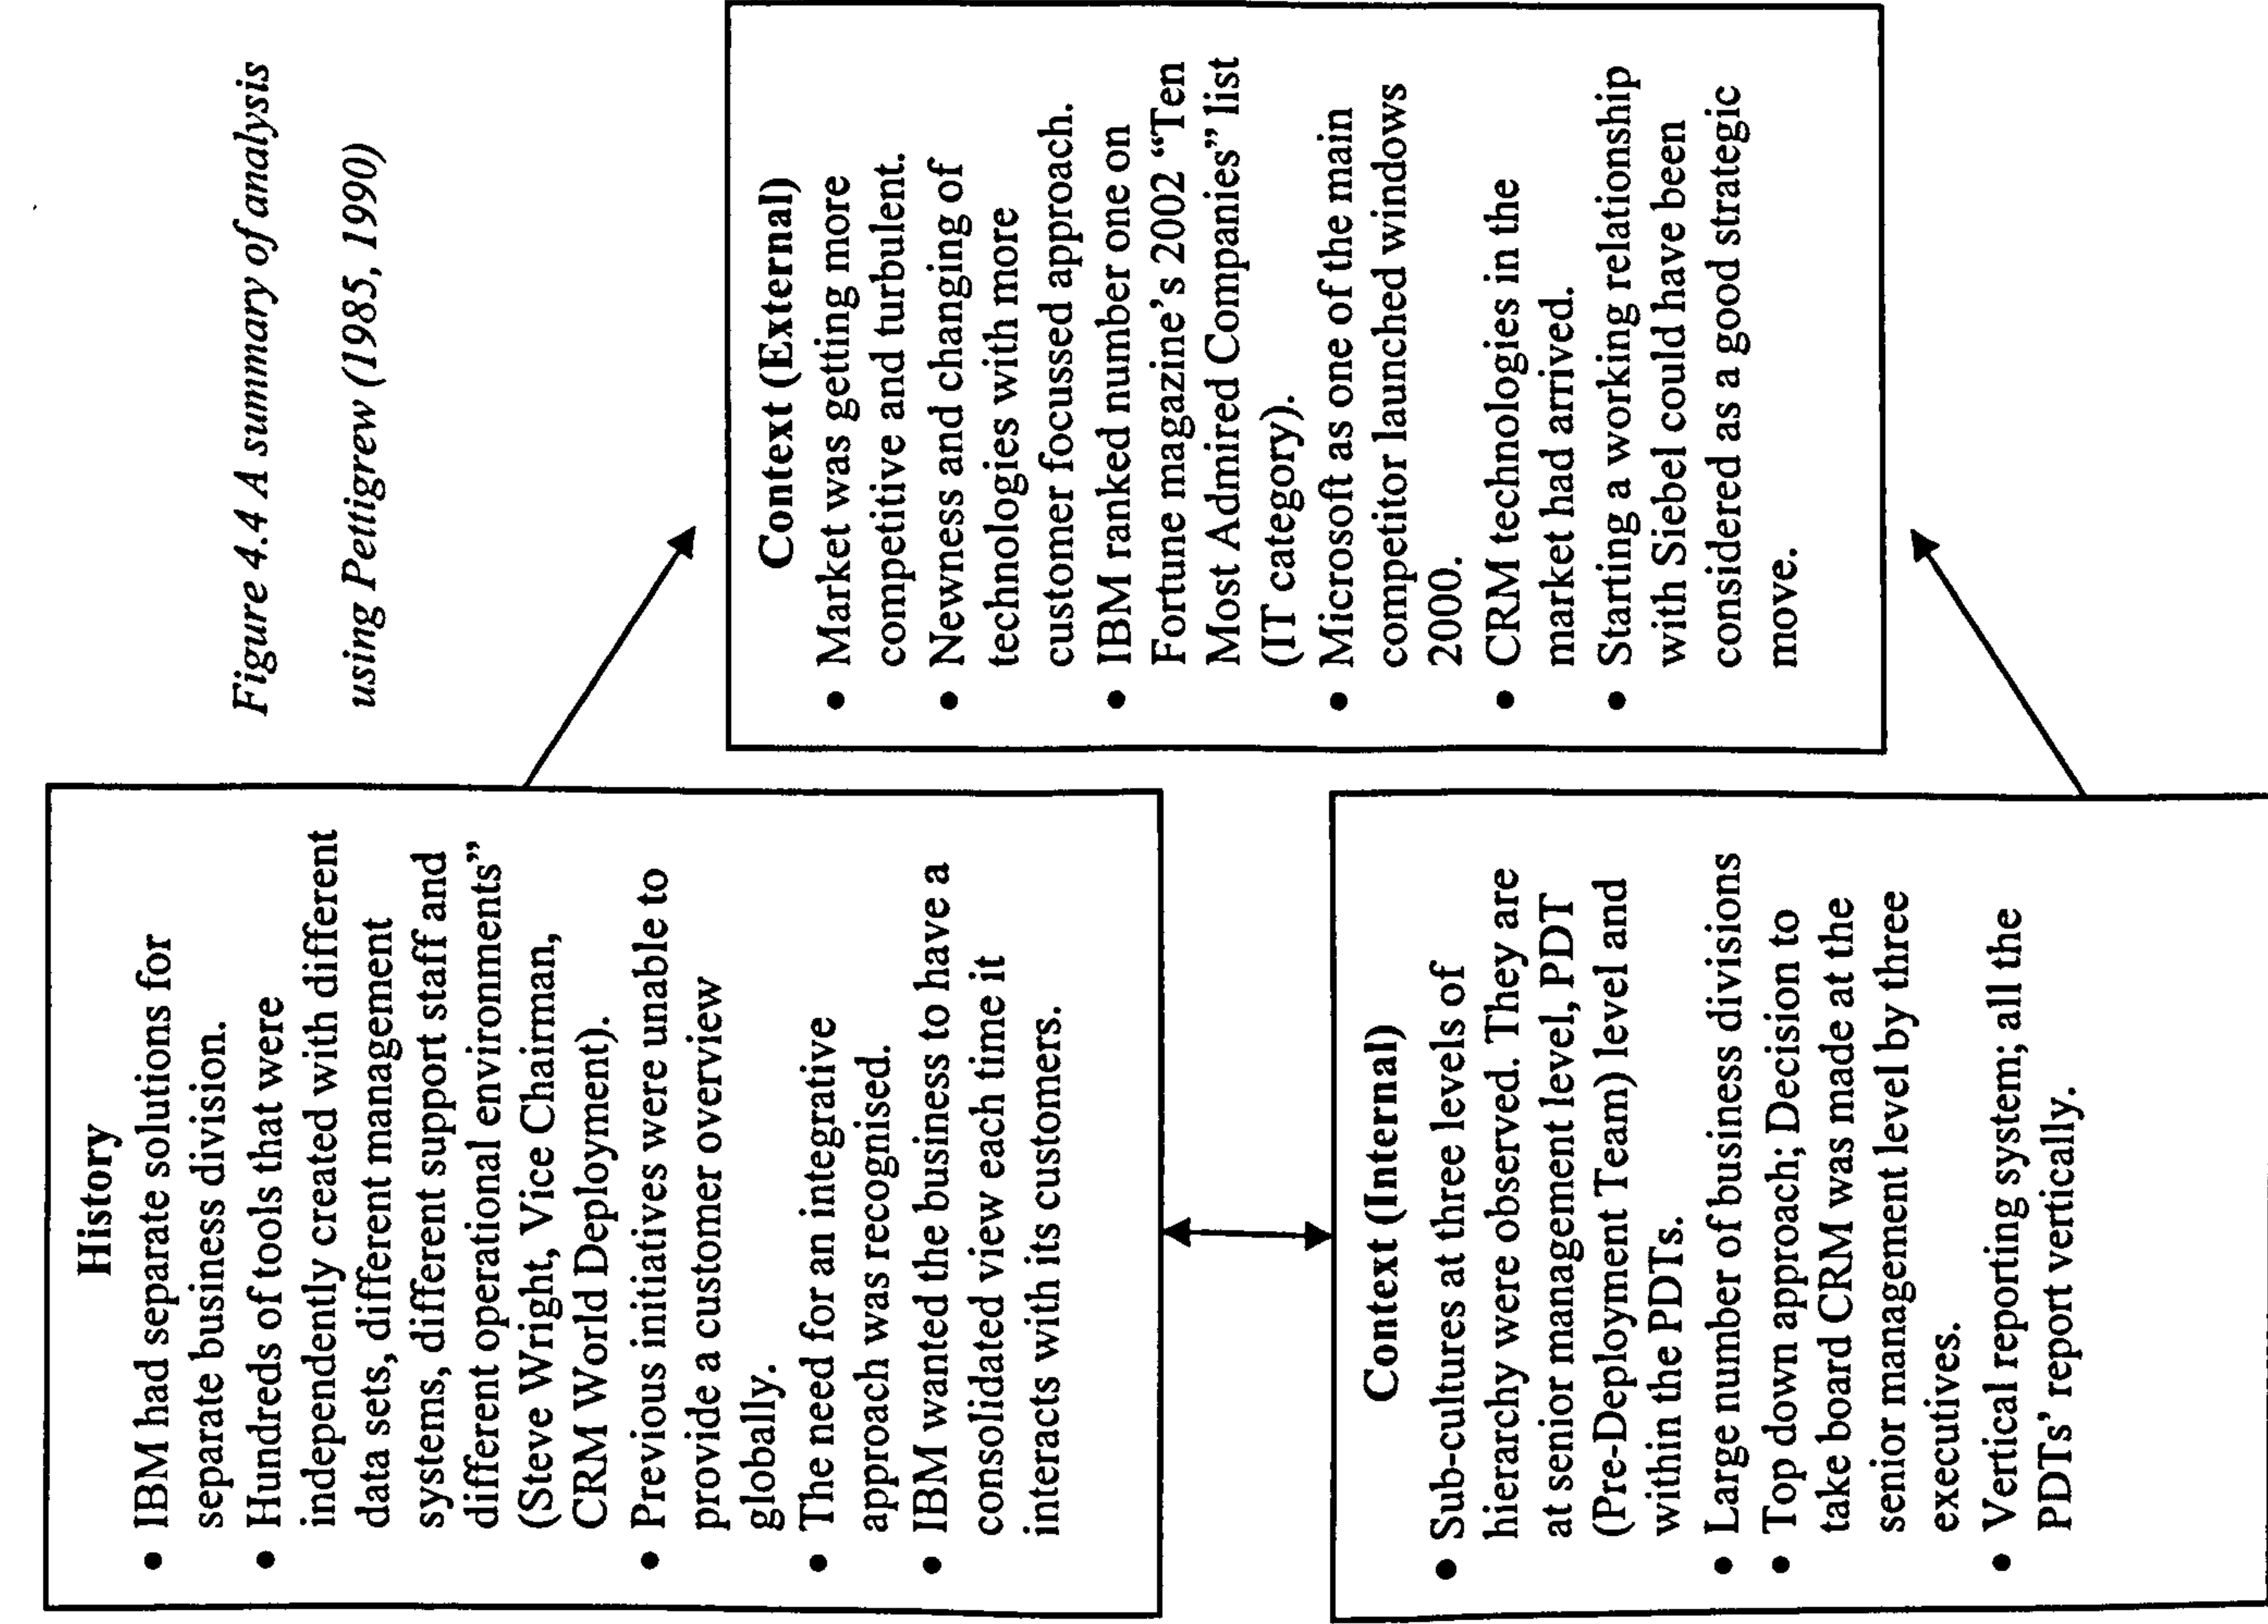 Figure 4.4 A summary of analysis
using Pettigrew (1985, 1990)
History
• IBM had separate solutions for
separate business division.
• Hundreds of tools that were
independently created with different
data sets, different management
systems, different support staff and
different operational environments”
(Steve Wright, Vice Chairman,
CRM World Deployment).
• Previous initiatives were unable to
provide a customer overview
globally.
• The need for an integrative
approach was recognised.
• IBM wanted the business to have a
consolidated view each time it
interacts with its customers.
Context (External)
• Market was getting more
competitive and turbulent.
• Newness and changing of
technologies with more
customer focussed approach.
• IBM ranked number one on
Fortune magazine’s 2002 “Ten
Most Admired Companies” list
(IT category).
• Microsoft as one of the main
competitor launched windows
2000.
• CRM technologies in the
market had arrived.
• Starting a working relationship
with Siebel could have been
considered as a good strategic
move.
Context (Internal)
• Sub-cultures at three levels of
hierarchy were observed. They are
at senior management level, PDT
(Pre-Deployment Team) level and
within the PDTs.
• Large number of business divisions
• Top down approach; Decision to
take board CRM was made at the
senior management level by three
executives.
• Vertical reporting system; all the
PDTs’ report vertically.